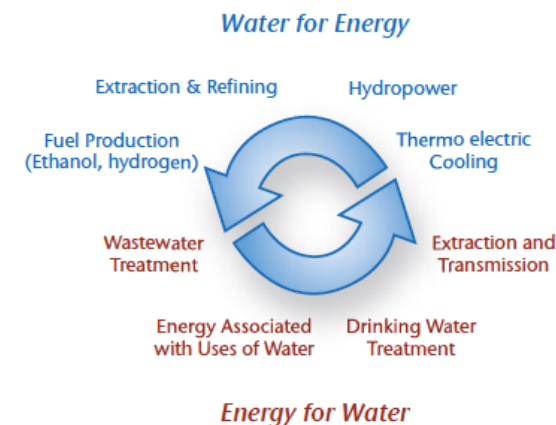 Water for Energy
Extraction & Refining
Hydropower
Fuel Production
(Ethanol, hydrogen)
Thermo electric
Cooling
Wastewater
Treatment
Extraction and
Transmission
Energy Associated
with Uses of Water
Drinking Water
Treatment
Energy for Water